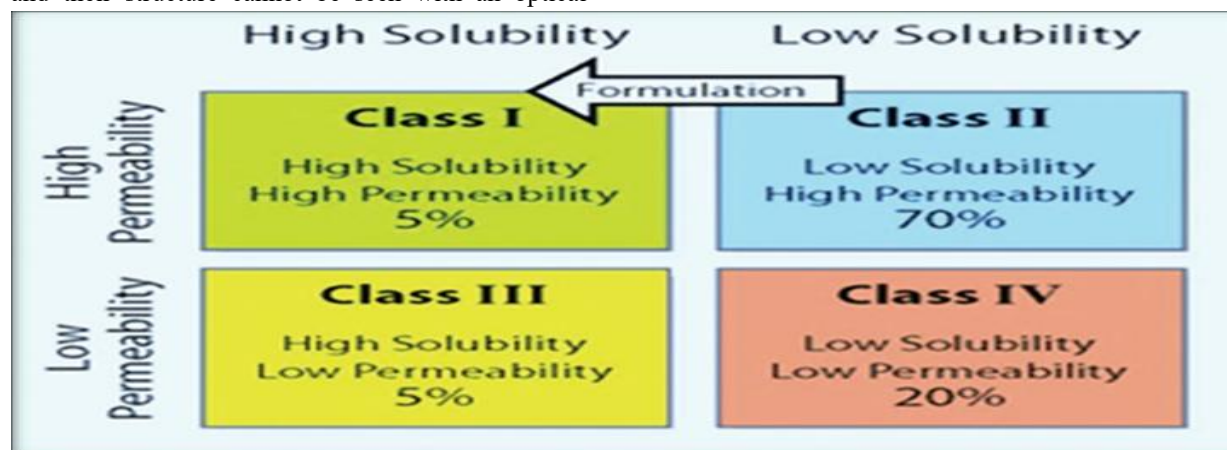 High Solubility Low Solubility
Formulation
High
Permeability
Class I
High Solubility
High Permeability
5%
Class II
Low Solubility
High Permeability
70%
Low
Permeability
Class III
High Solubility
Low Permeability
5%
Class IV
Low Solubility
Low Permeability
20%